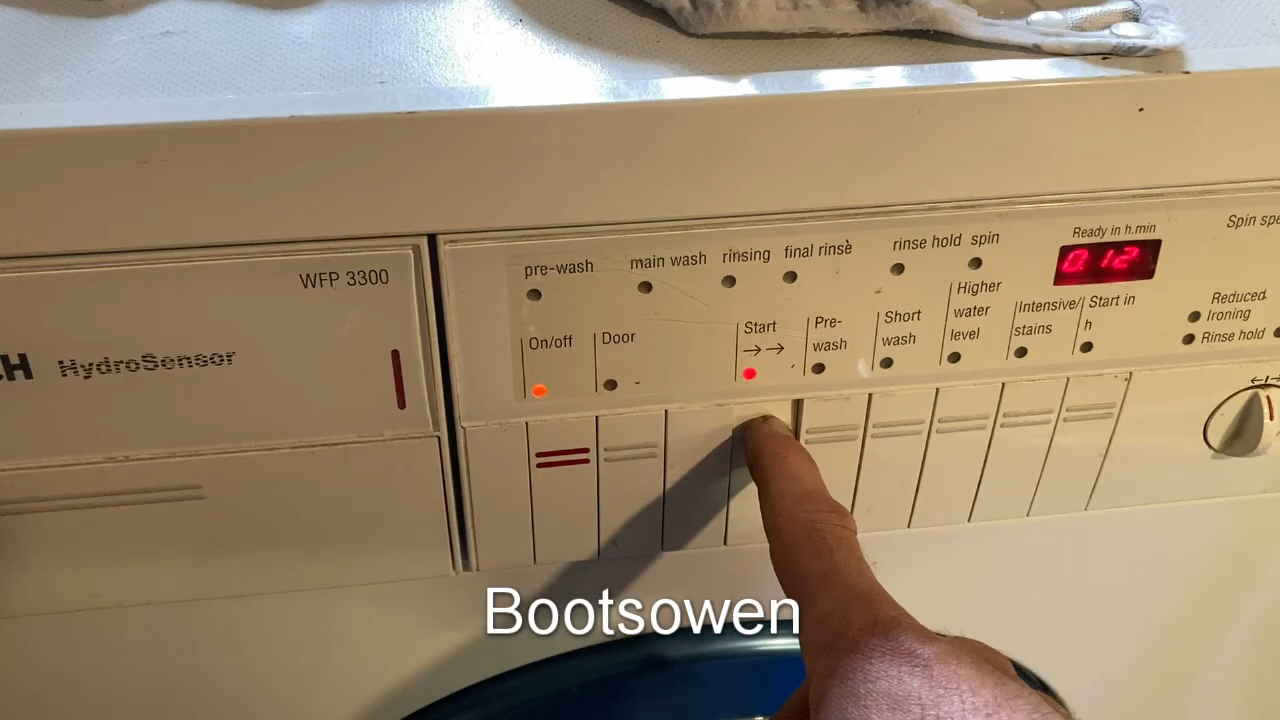 WFP 3300
CH HydroSensor
pre-wash main wash rinsing final rinse rinse hold spin
Ready in h.min
0.12
Spin spe
On/off
Door
Start
→→
Pre-
wash
Short
wash
Higher
water
level
Intensive/
stains
Start in
h
Reduced
Ironing
Rinse hold
Bootsowen